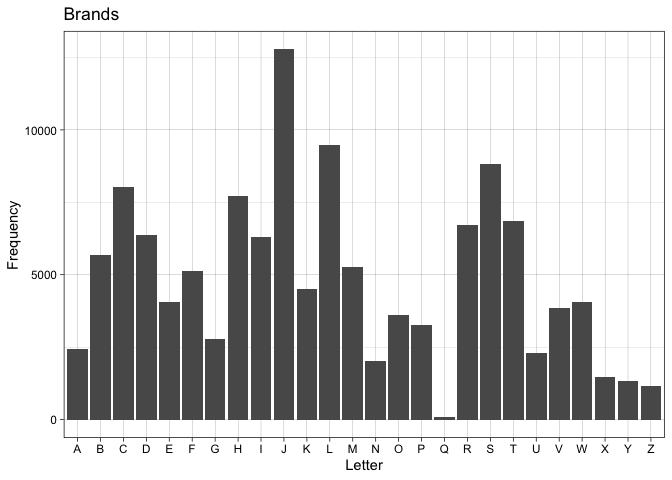 Brands
10000
5000
0
Frequency
A B C D E F G H I J K L M N O P Q R S T U V W X Y Z
Letter